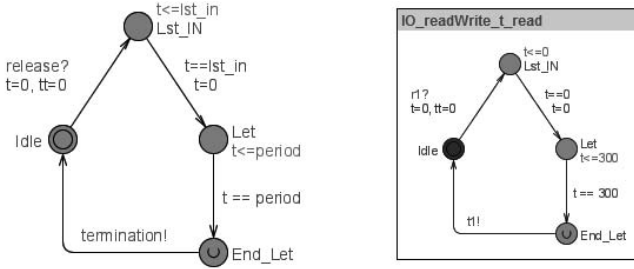 t<=lst_in
Lst_IN
release?
t=0, tt=0
t==lst_in
t=0
Idle
Let
t<=period
t == period
termination!
End_Let
IO_readWrite_t_read
t<=0
Lst_IN
r1?
t=0, tt=0
t==0
t=0
Idle
Let
t<=300
t == 300
t1!
End_Let